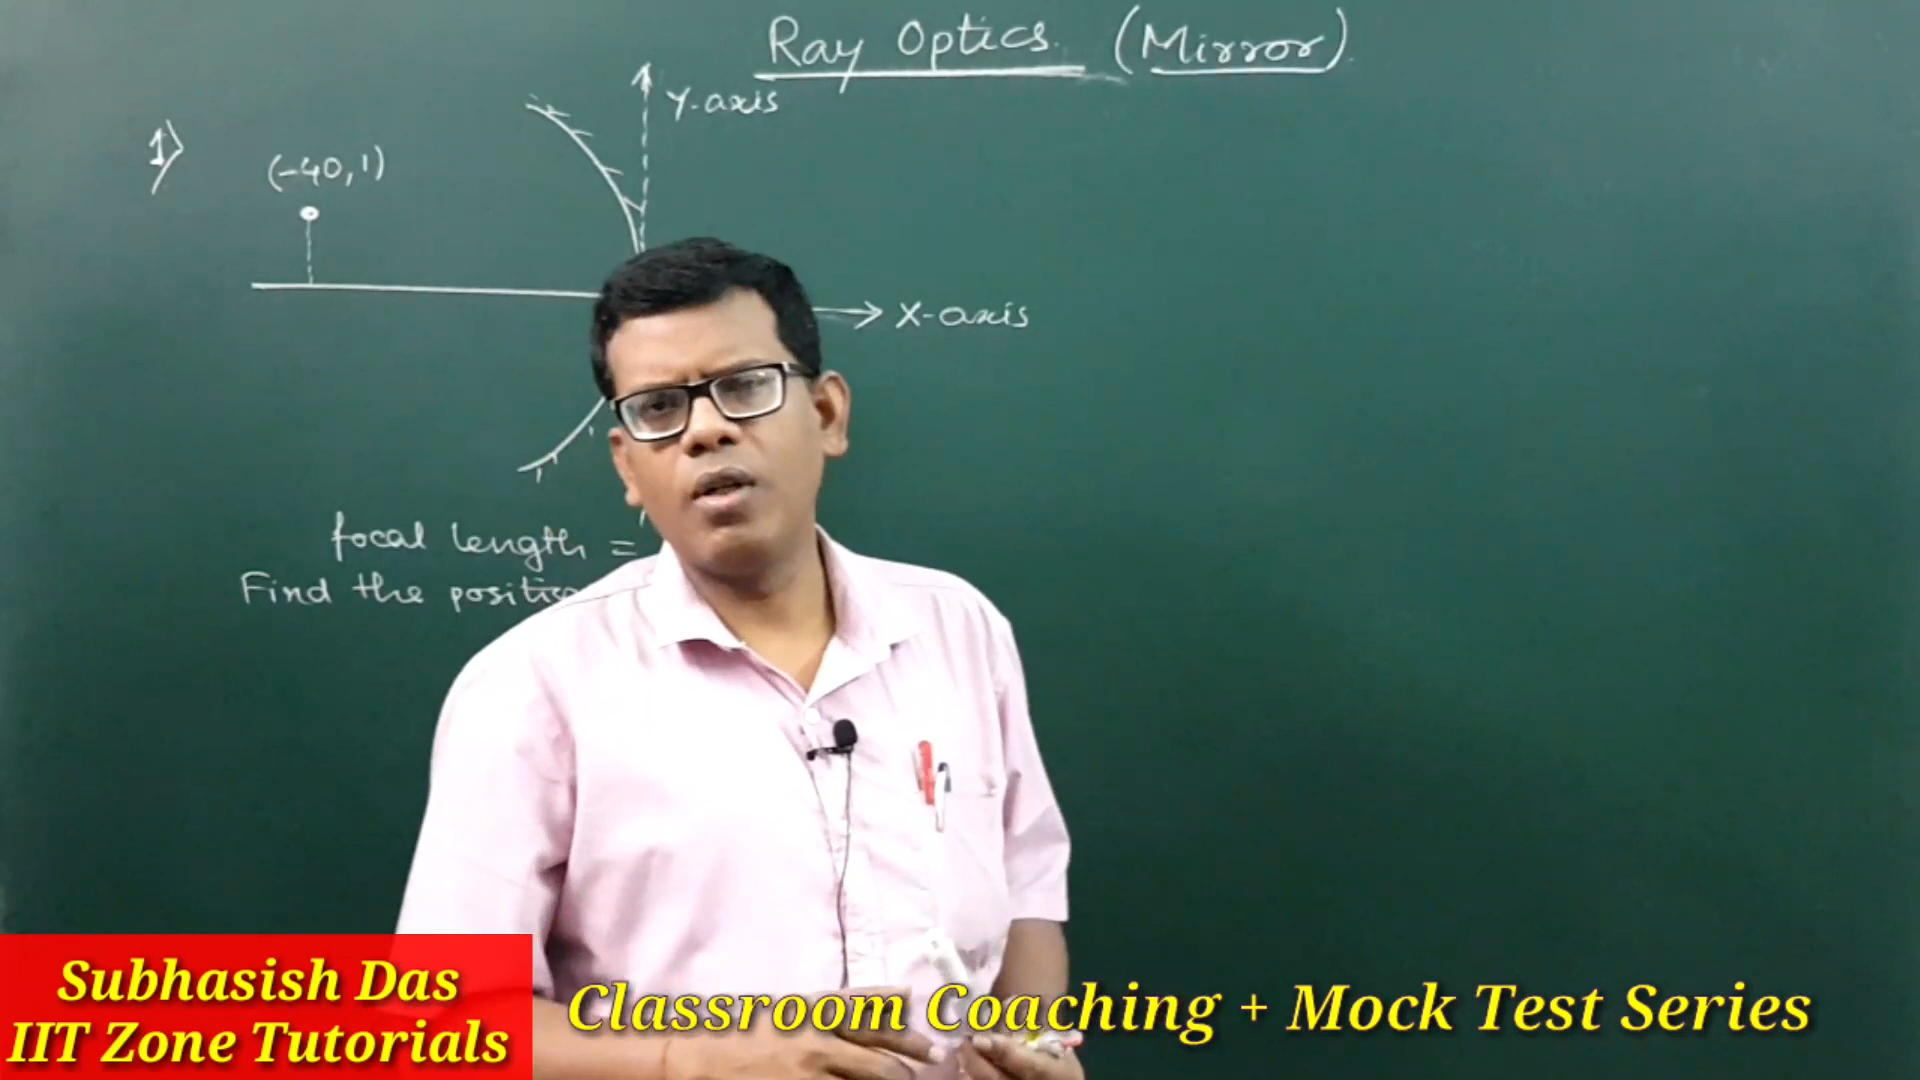 Ray Optics (Mirror)
Y-axis
1)
(-40,1)
X-axis
focal length =
Find the position
Subhasish Das
IIT Zone Tutorials
Classroom Coaching + Mock Test Series